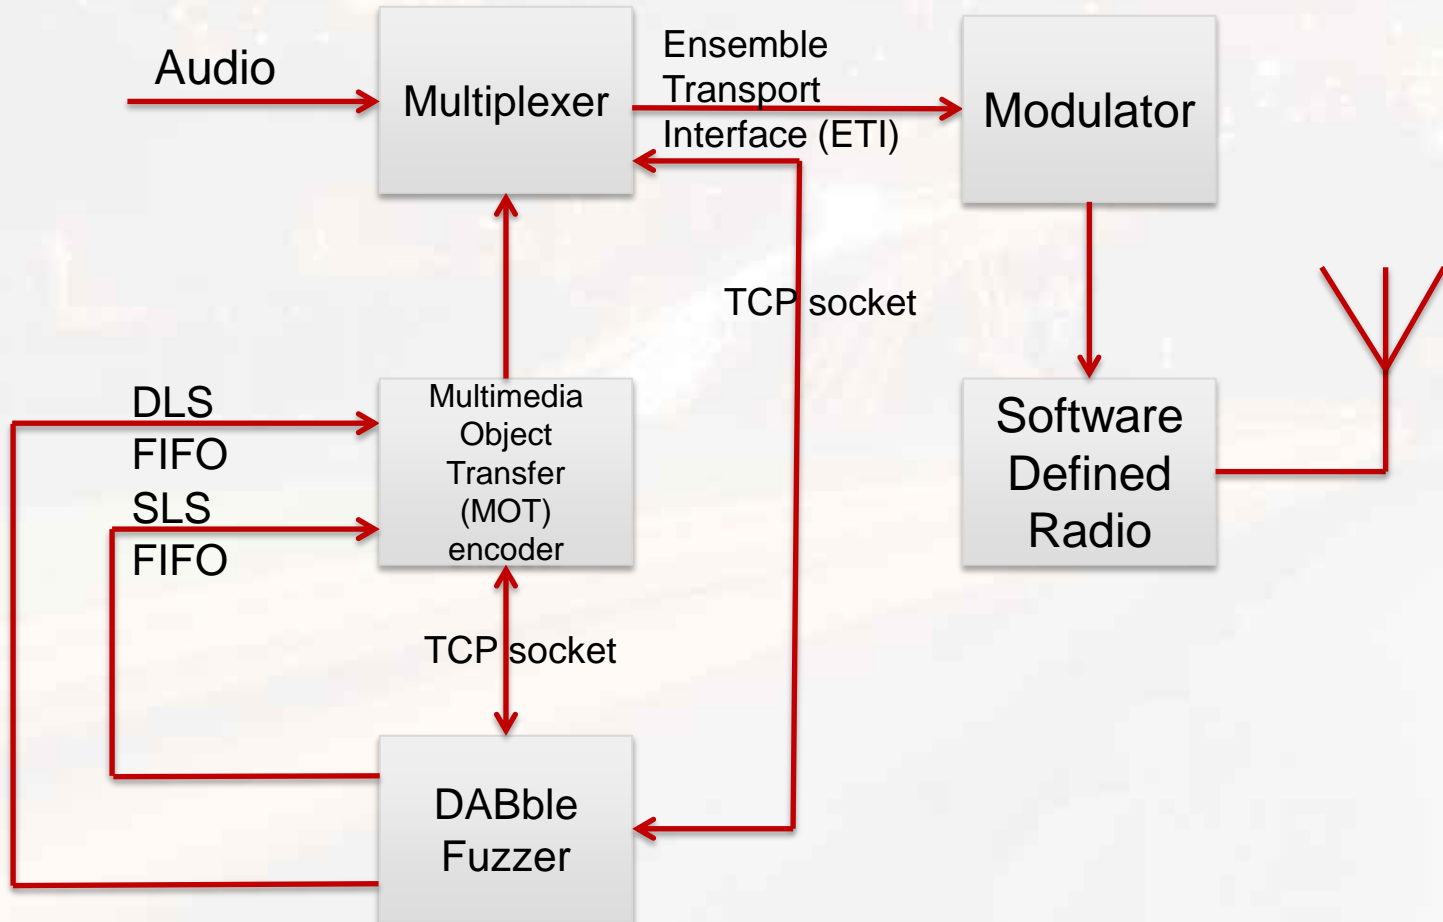 Audio
Multiplexer
Ensemble
Transport
Interface (ETI)
Modulator
TCP socket
DLS
FIFO
SLS
FIFO
Multimedia
Object
Transfer
(MOT)
encoder
Software
Defined
Radio
TCP socket
DABble
Fuzzer